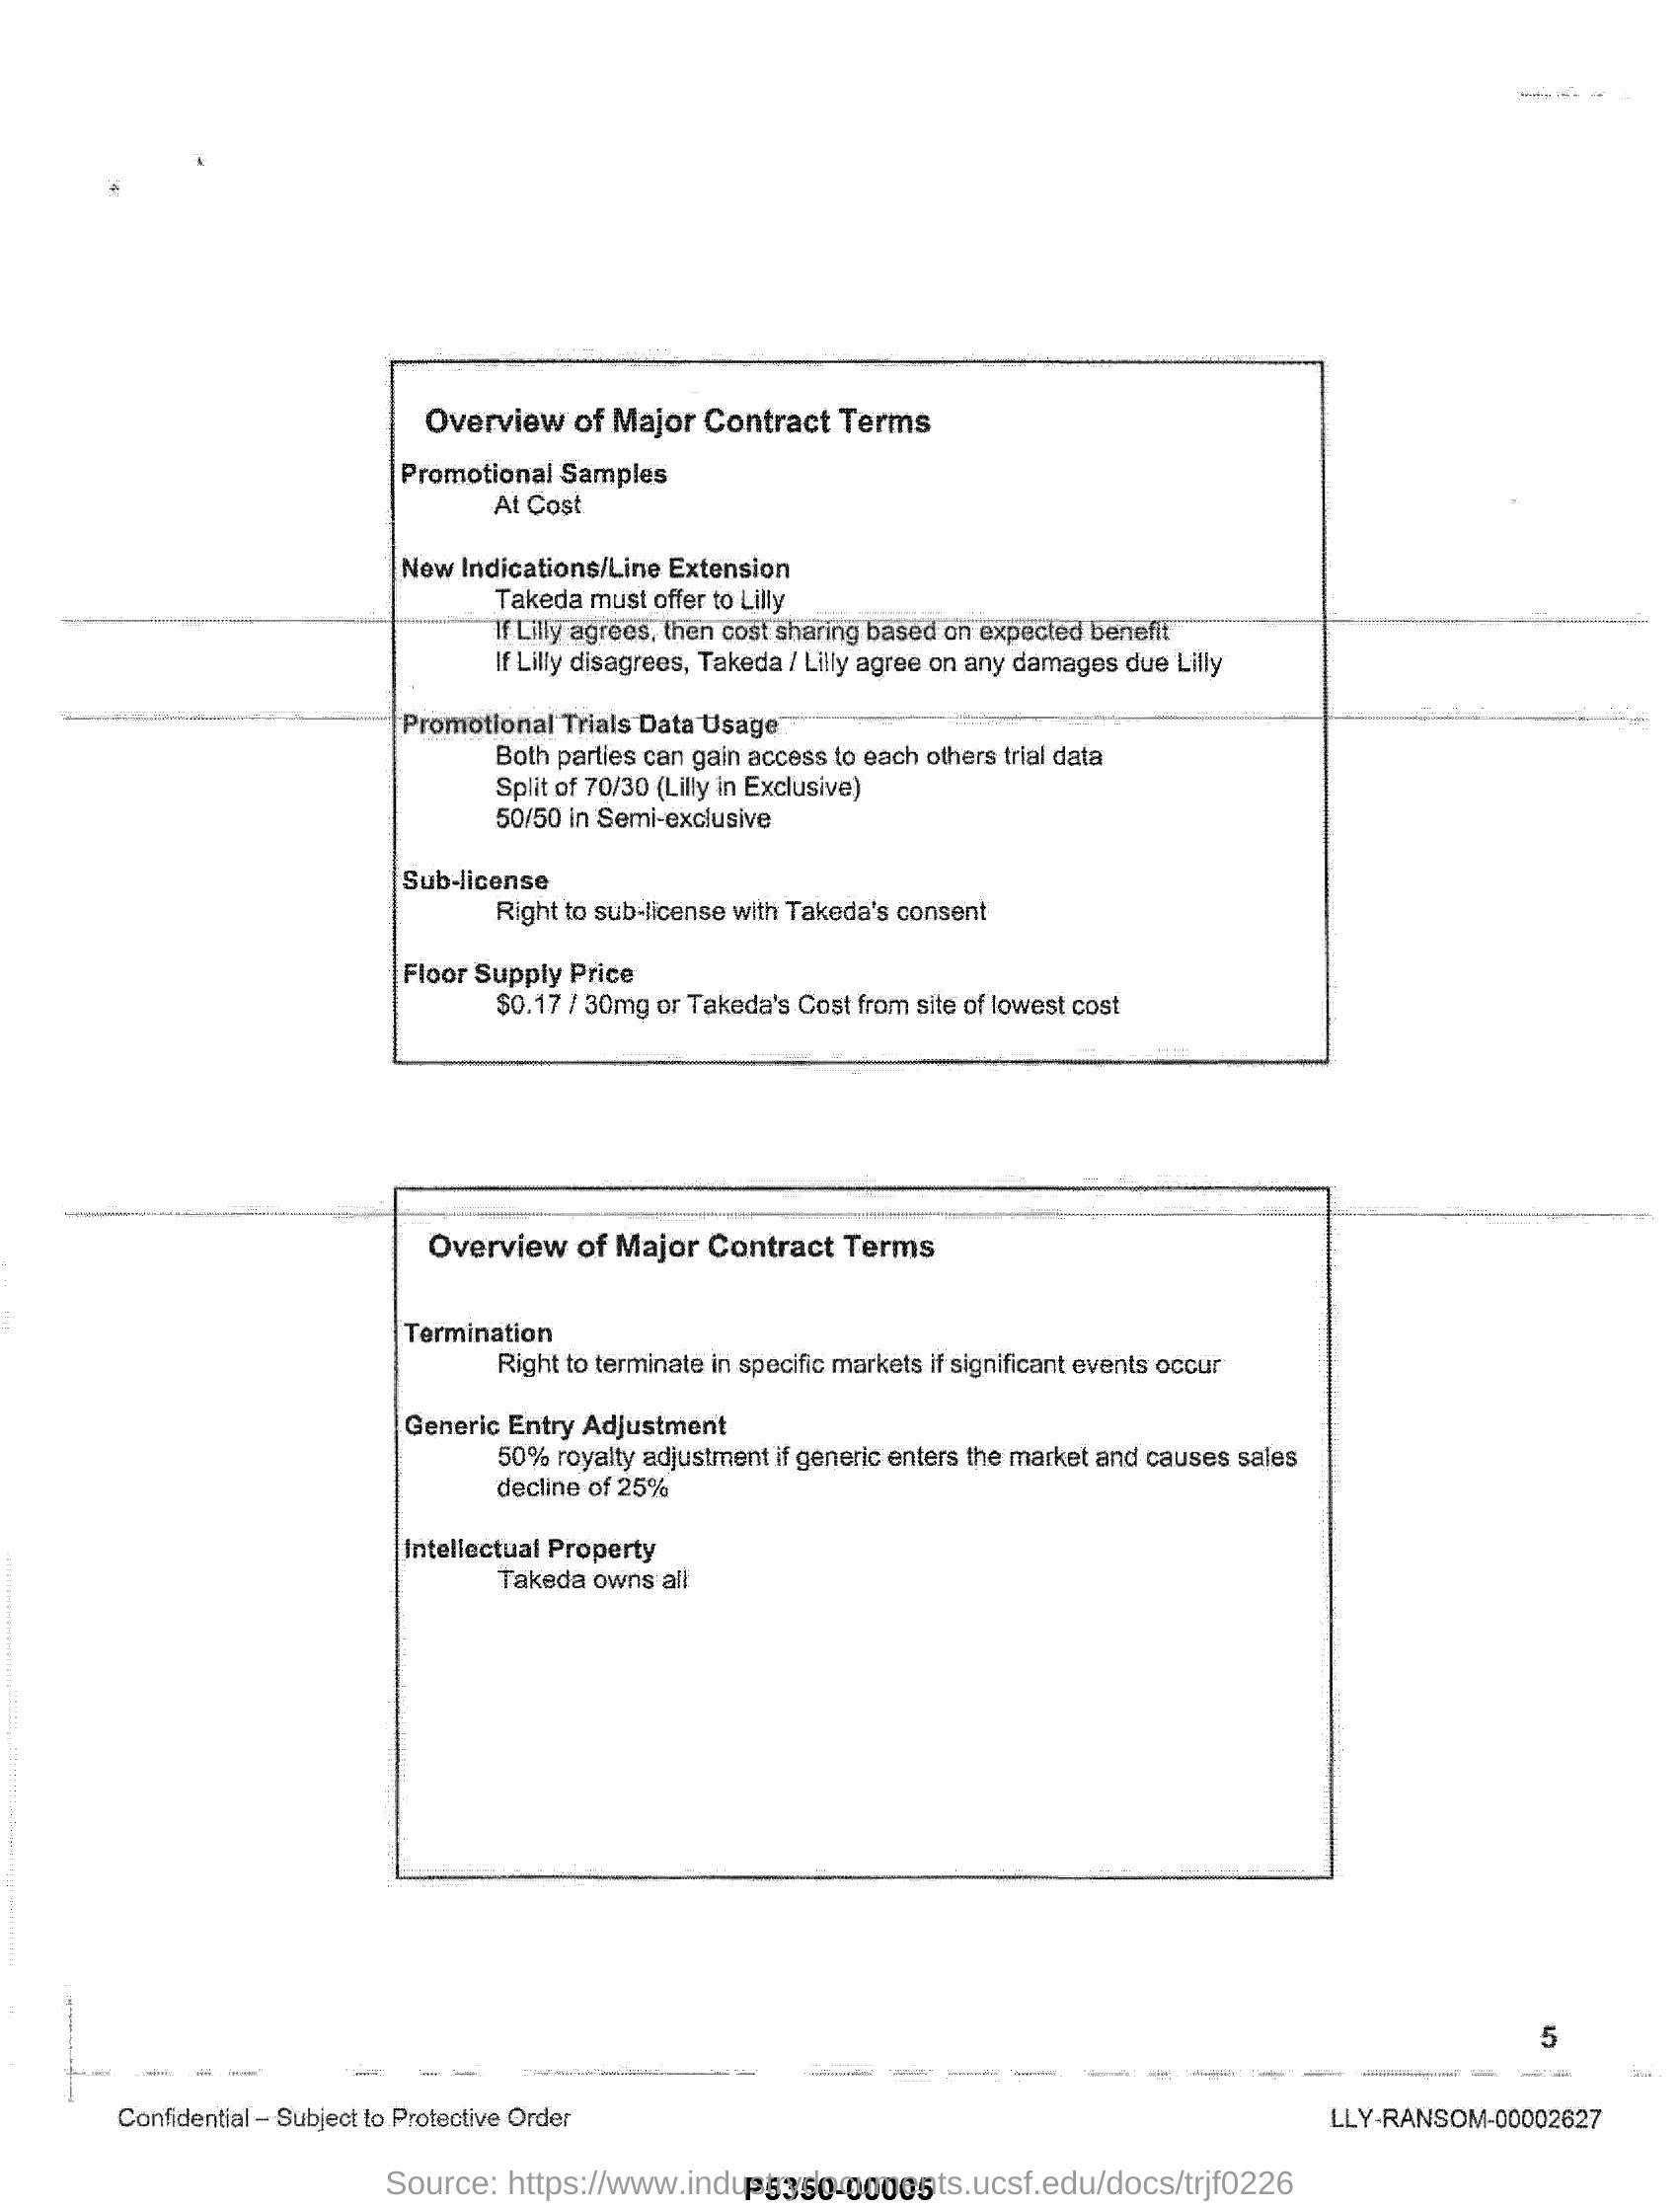 Overview of Major Contract Terms
Promotional Samples
At Cost
New Indications/Line Extension
Takeda must offer to Lilly
If Lilly agrees, then cost sharing based on expected benefit
If Lilly disagrees, Takeda / Lilly agree on any damages due Lilly
Promotional Trials Data Usage
Both parties can gain access to each others trial data
Split of 70/30 (Lilly in Exclusive)
50/50 in Semi-exclusive
Sub-license
Right to sub-license with Takeda's consent
Floor Supply Price
$0.17 / 30mg or Takeda's Cost from site of lowest cost
Overview of Major Contract Terms
Termination
Right to terminate in specific markets if significant events occur
Generic Entry Adjustment
50% royalty adjustment if generic enters the market and causes sales
decline of 25%
Intellectual Property
Takeda owns all
5
Confidential – Subject to Protective Order
LLY-RANSOM-00002627
Source: https://www.industrydocuments.ucsf.edu/docs/trjf0226
P5350-00005